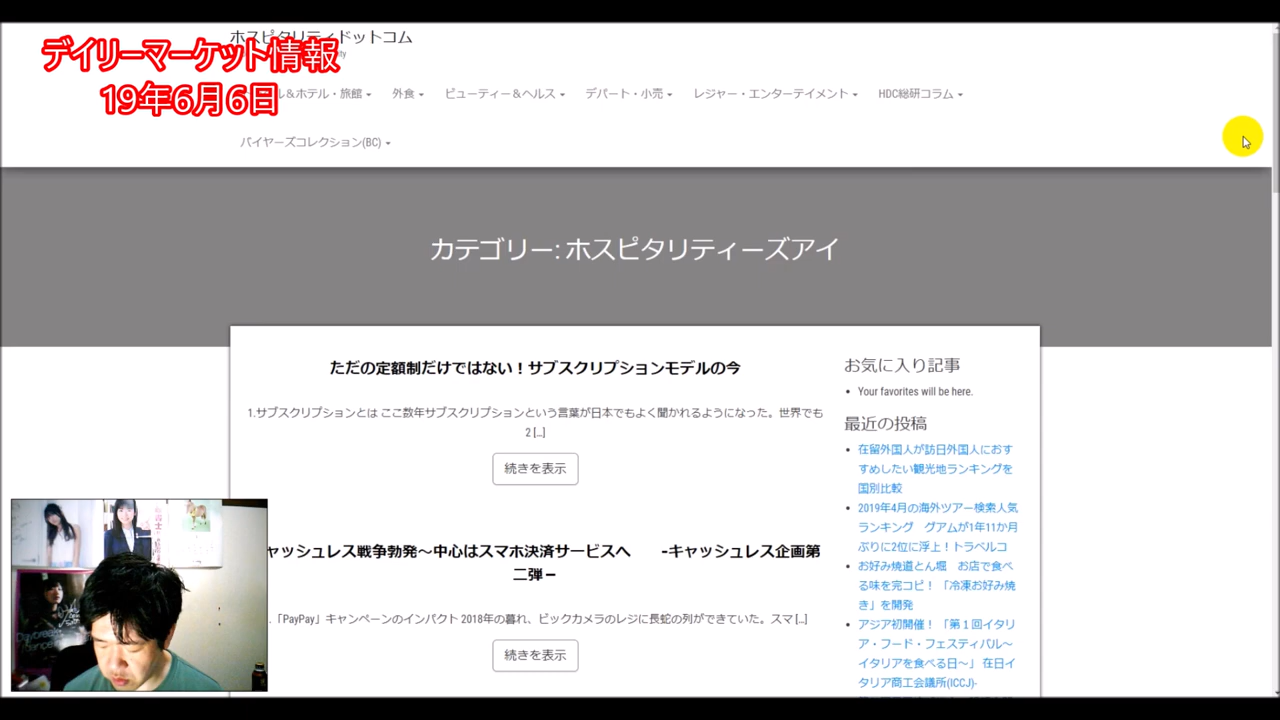 ホスピタリティドットコム
デイリーマーケット情報
19年6月6日
ル＆ホテル・旅館
外食
ビューティー＆ヘルス
デパート・小売
レジャー・エンターテイメント
HDC総研コラム
バイヤーズコレクション(BC)
カテゴリー: ホスピタリティーズアイ
ただの定額制だけではない！サブスクリプションモデルの今
1.サブスクリプションとは ここ数年サブスクリプションという言葉が日本でもよく聞かれるようになった。世界でも
2 [...]
続きを表示
ャッシュレス戦争勃発～中心はスマホ決済サービスへ　-キャッシュレス企画第
二弾－
.「PayPay」キャンペーンのインパクト 2018年の暮れ、ビックカメラのレジに長蛇の列ができていた。スマ [...]
続きを表示
お気に入り記事
Your favorites will be here.
最近の投稿
在留外国人が訪日外国人におす
すめしたい観光地ランキングを
国別比較
2019年4月の海外ツアー検索人気
ランキング　グアムが1年11か月
ぶりに2位に浮上！トラベルコ
お好み焼道とん堀　お店で食べ
る味を完コピ！「冷凍お好み焼
き」を開発
アジア初開催！「第１回イタリ
ア・フード・フェスティバル～
イタリアを食べる日～」 在日イ
タリア商工会議所(ICCJ)-